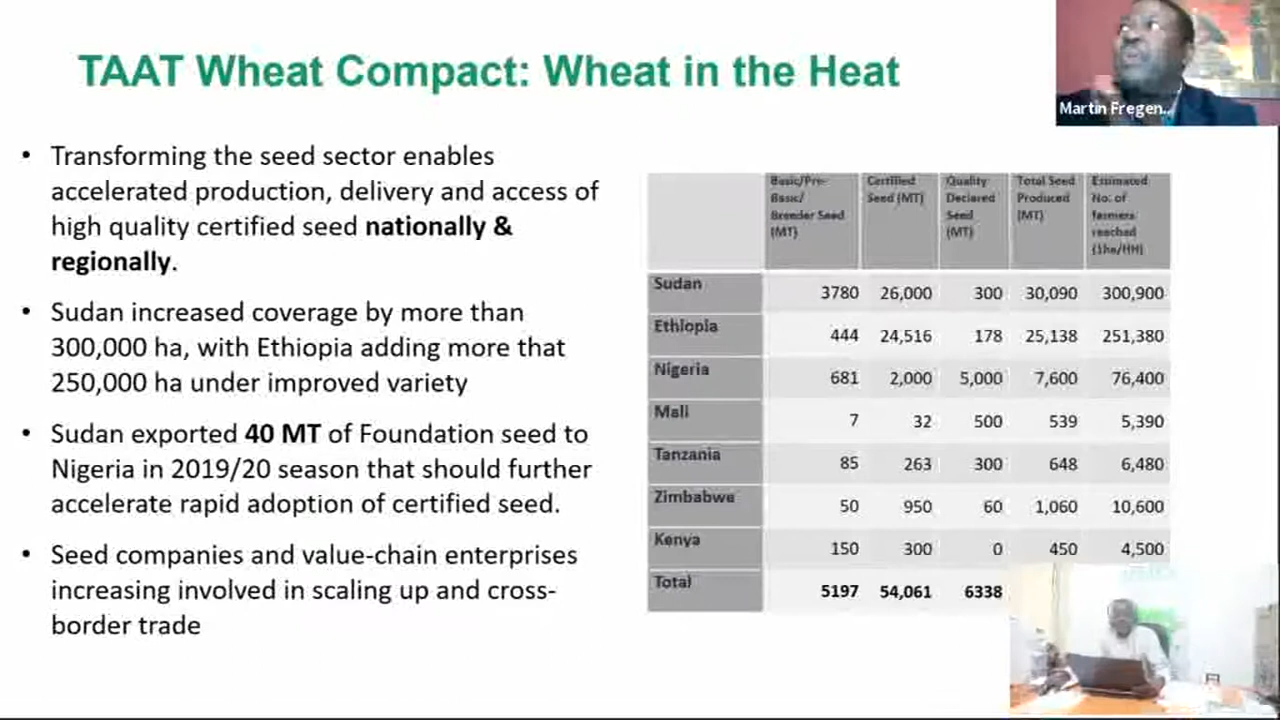 TAAT Wheat Compact: Wheat in the Heat
Martin Fregen..
• Transforming the seed sector enables
accelerated production, delivery and access of
high quality certified seed nationally &
regionally.
• Sudan increased coverage by more than
300,000 ha, with Ethiopia adding more that
250,000 ha under improved variety
• Sudan exported 40 MT of Foundation seed to
Nigeria in 2019/20 season that should further
accelerate rapid adoption of certified seed.
• Seed companies and value-chain enterprises
increasing involved in scaling up and cross-
border trade
Basic/Pre-
Basic/
Breeder Seed
(MT)
Certified
Seed (MT)
Quality
Declared
Seed
(MT)
Total Seed
Produced
(MT)
Estimated
No. of
farmers
reached
(1ha/HH)
Sudan 3780 26,000 300 30,090 300,900
Ethiopia 444 24,516 178 25,138 251,380
Nigeria 681 2,000 5,000 7,600 76,400
Mali 7 32 500 539 5,390
Tanzania 85 263 300 648 6,480
Zimbabwe 50 950 60 1,060 10,600
Kenya 150 300 0 450 4,500
Total 5197 54,061 6338